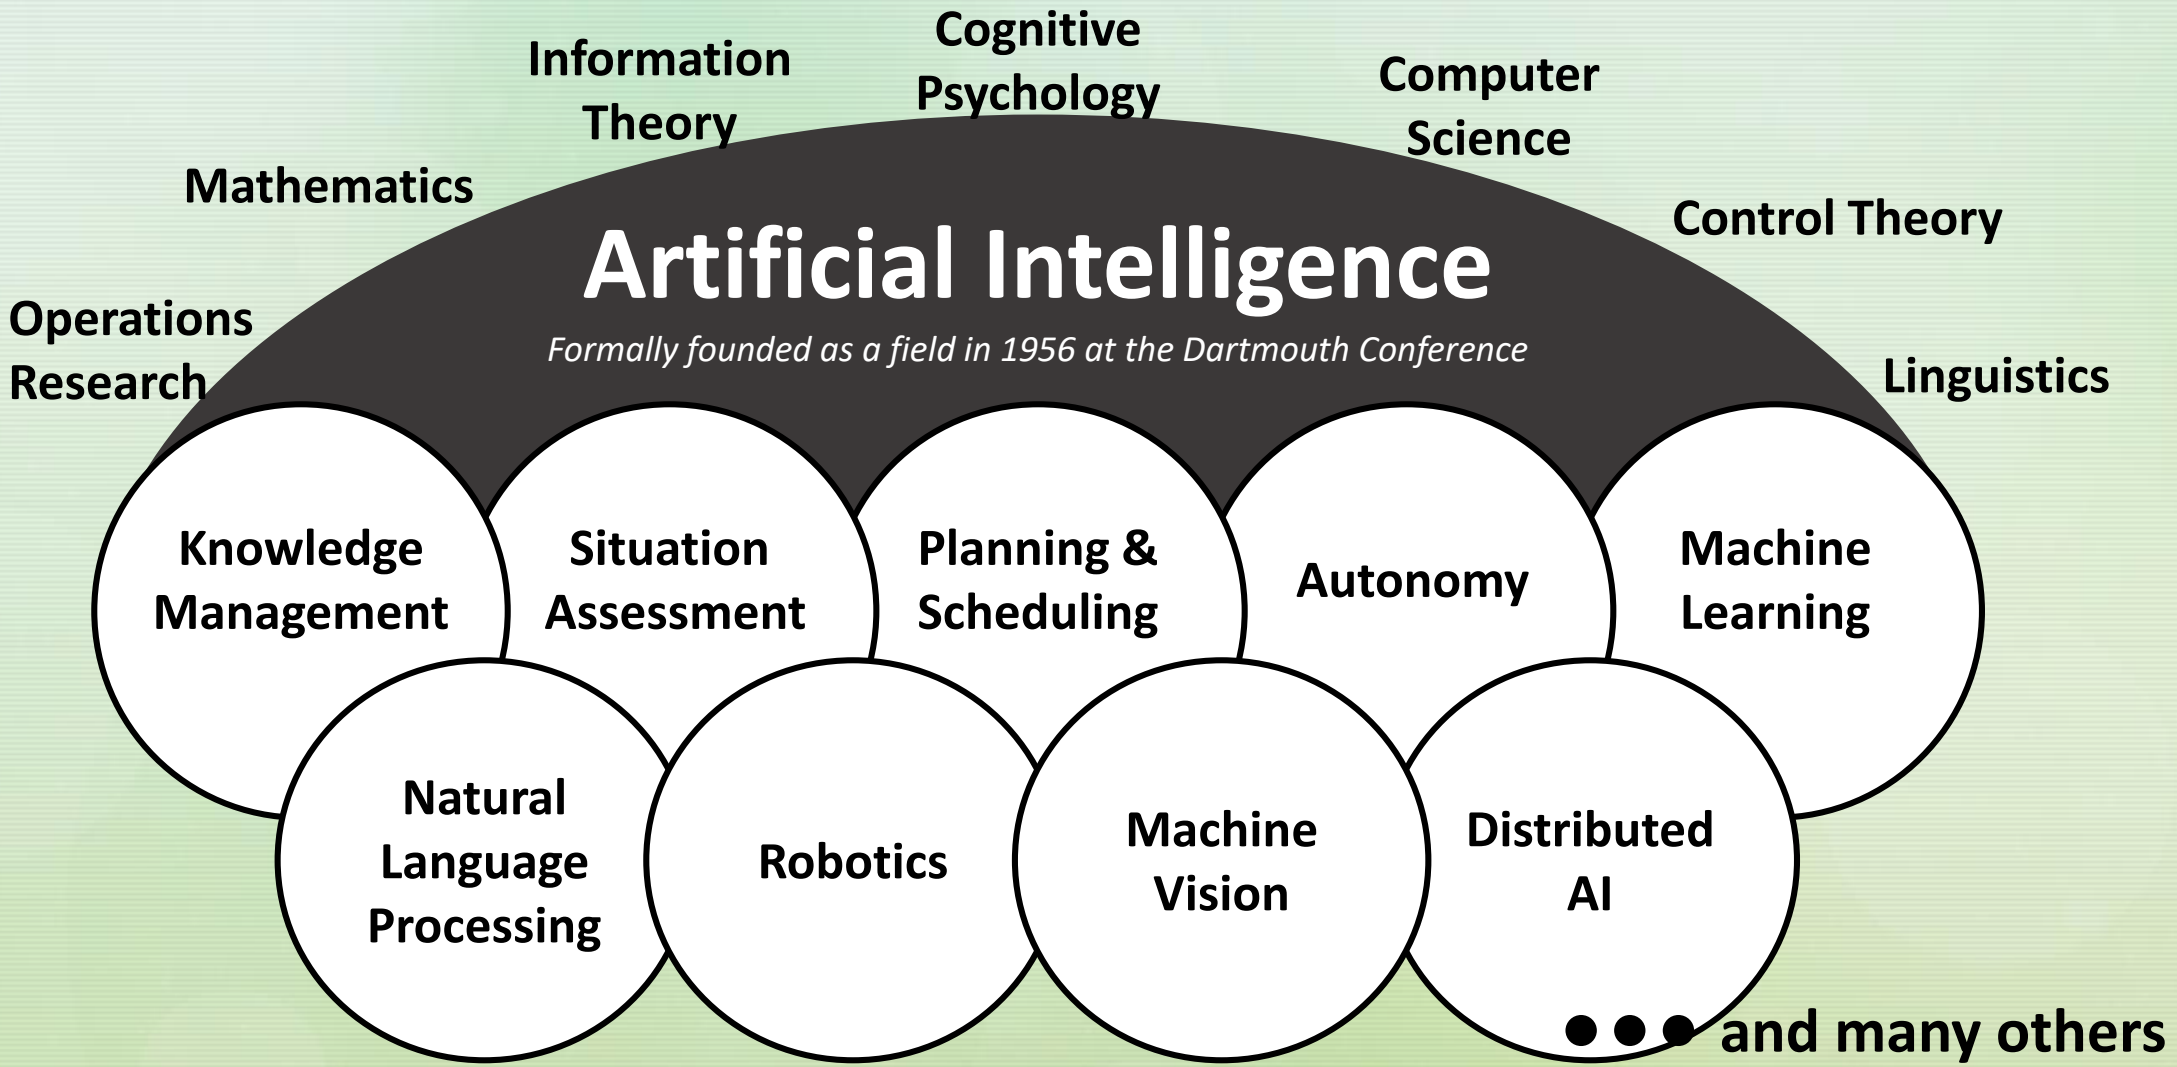 Cognitive
Psychology
Information
Theory
Computer
Science
Mathematics
Control Theory
Operations
Research
Linguistics
Artificial Intelligence
Formally founded as a field in 1956 at the Dartmouth Conference
Knowledge
Management
Situation
Assessment
Planning &
Scheduling
Autonomy
Machine
Learning
Natural
Language
Processing
Robotics
Machine
Vision
Distributed
AI
●●● and many others